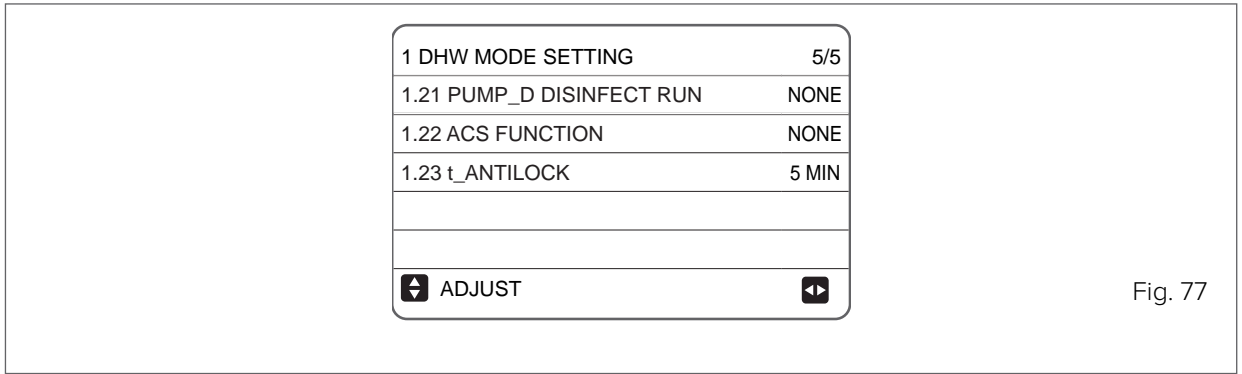 1 DHW MODE SETTING 5/5
1.21 PUMP_D DISINFECT RUN NONE
1.22 ACS FUNCTION NONE
1.23 t_ANTILOCK 5 MIN
ADJUST
Fig. 77